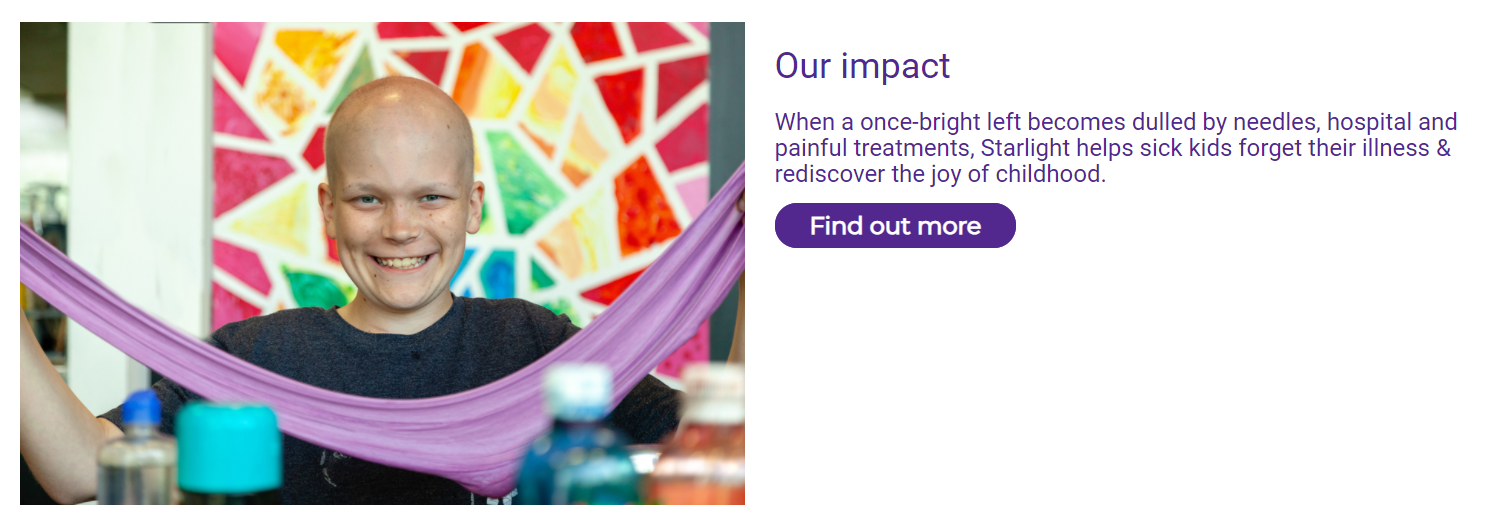 Our impact
When a once-bright left becomes dulled by needles, hospital and
painful treatments, Starlight helps sick kids forget their illness &
rediscover the joy of childhood.
Find out more